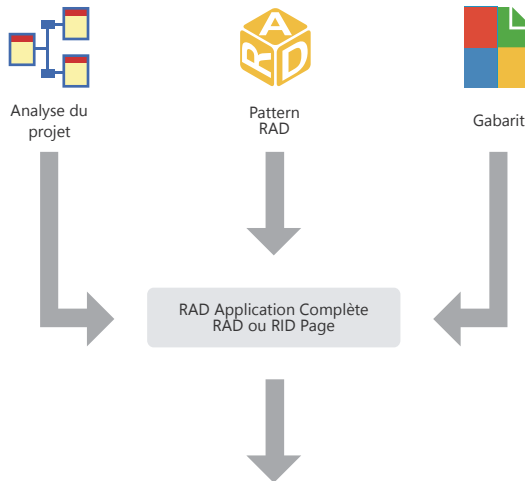 A
R D
Analyse du
projet
Pattern
RAD
Gabarit
RAD Application Complète
RAD ou RID Page